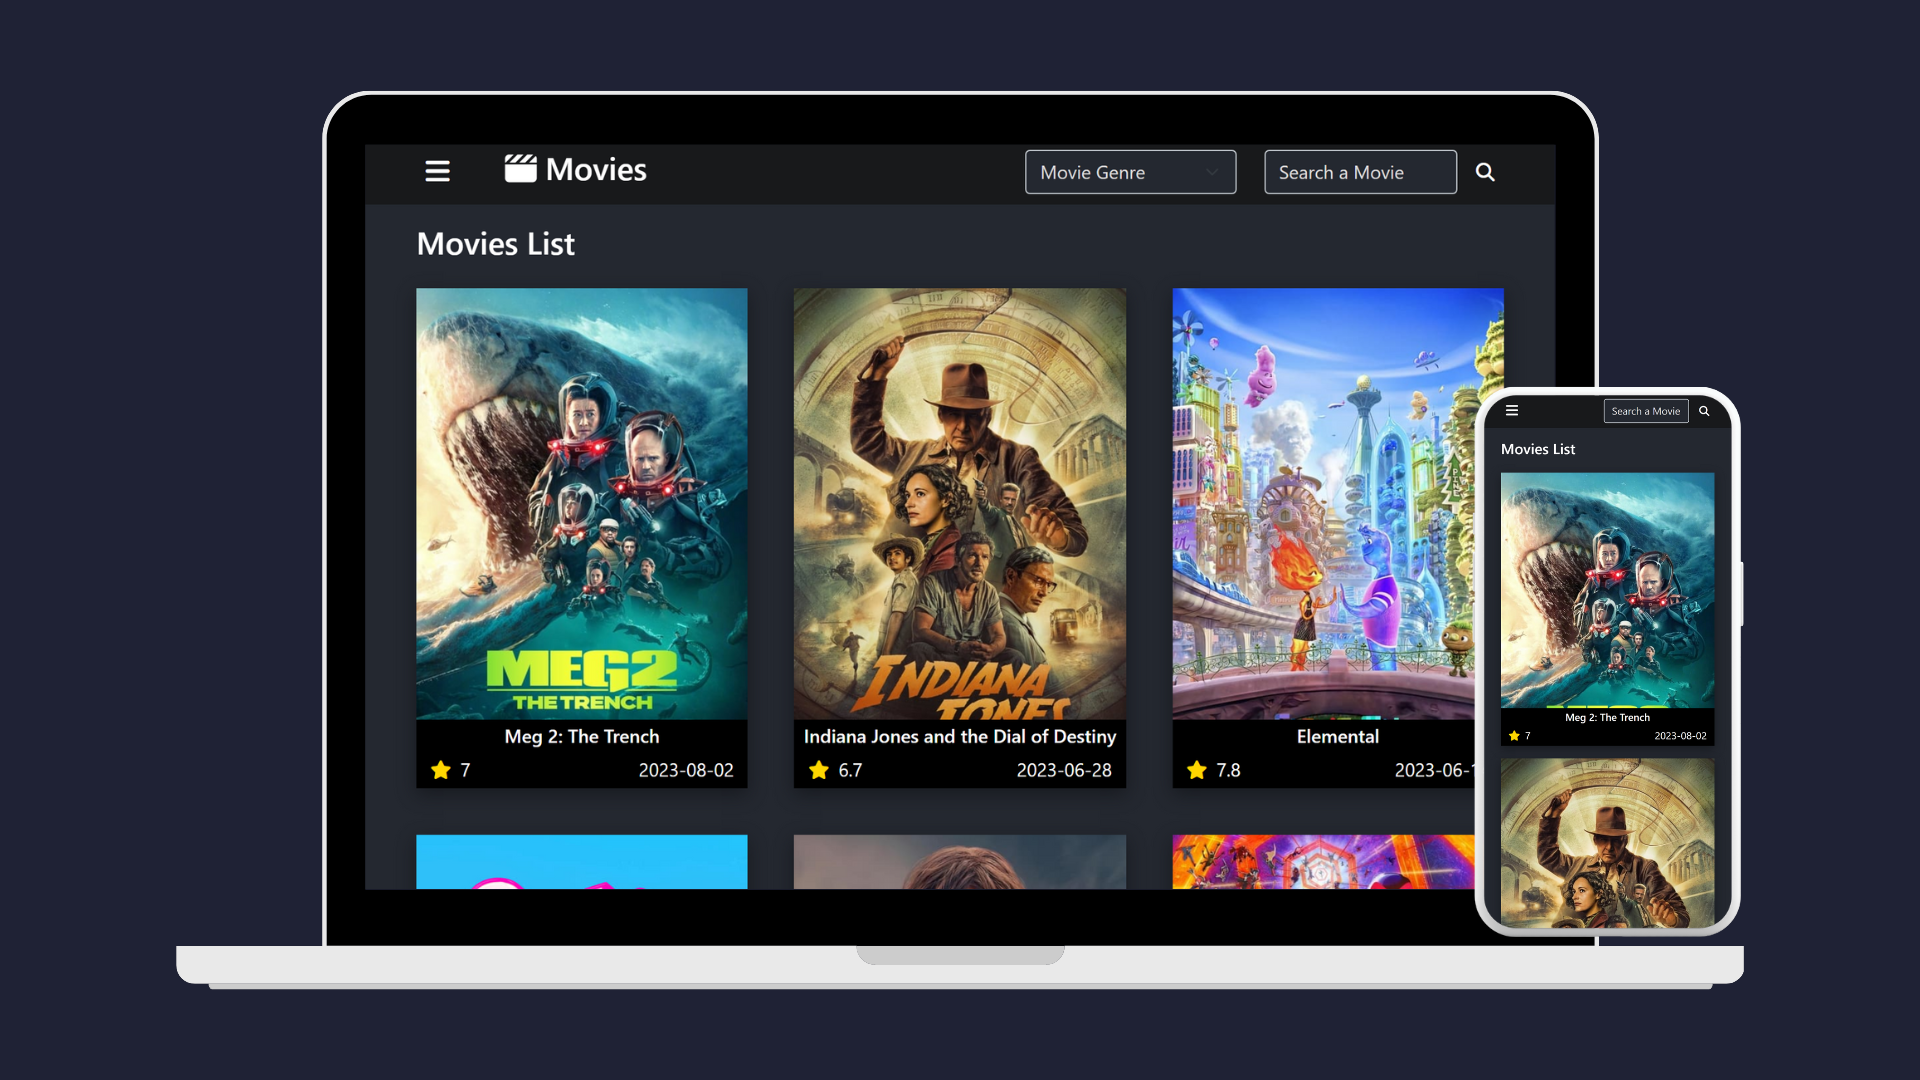 Movies
Movie Genre
Search a Movie
Movies List
MEG2
THE TRENCH
INDIANA
JONES
Meg 2: The Trench
Indiana Jones and the Dial of Destiny
Elemental
7
2023-08-02
6.7
2023-06-28
7.8
2023-06-1
Search a Movie
Movies List
Meg 2: The Trench
7
2023-08-02